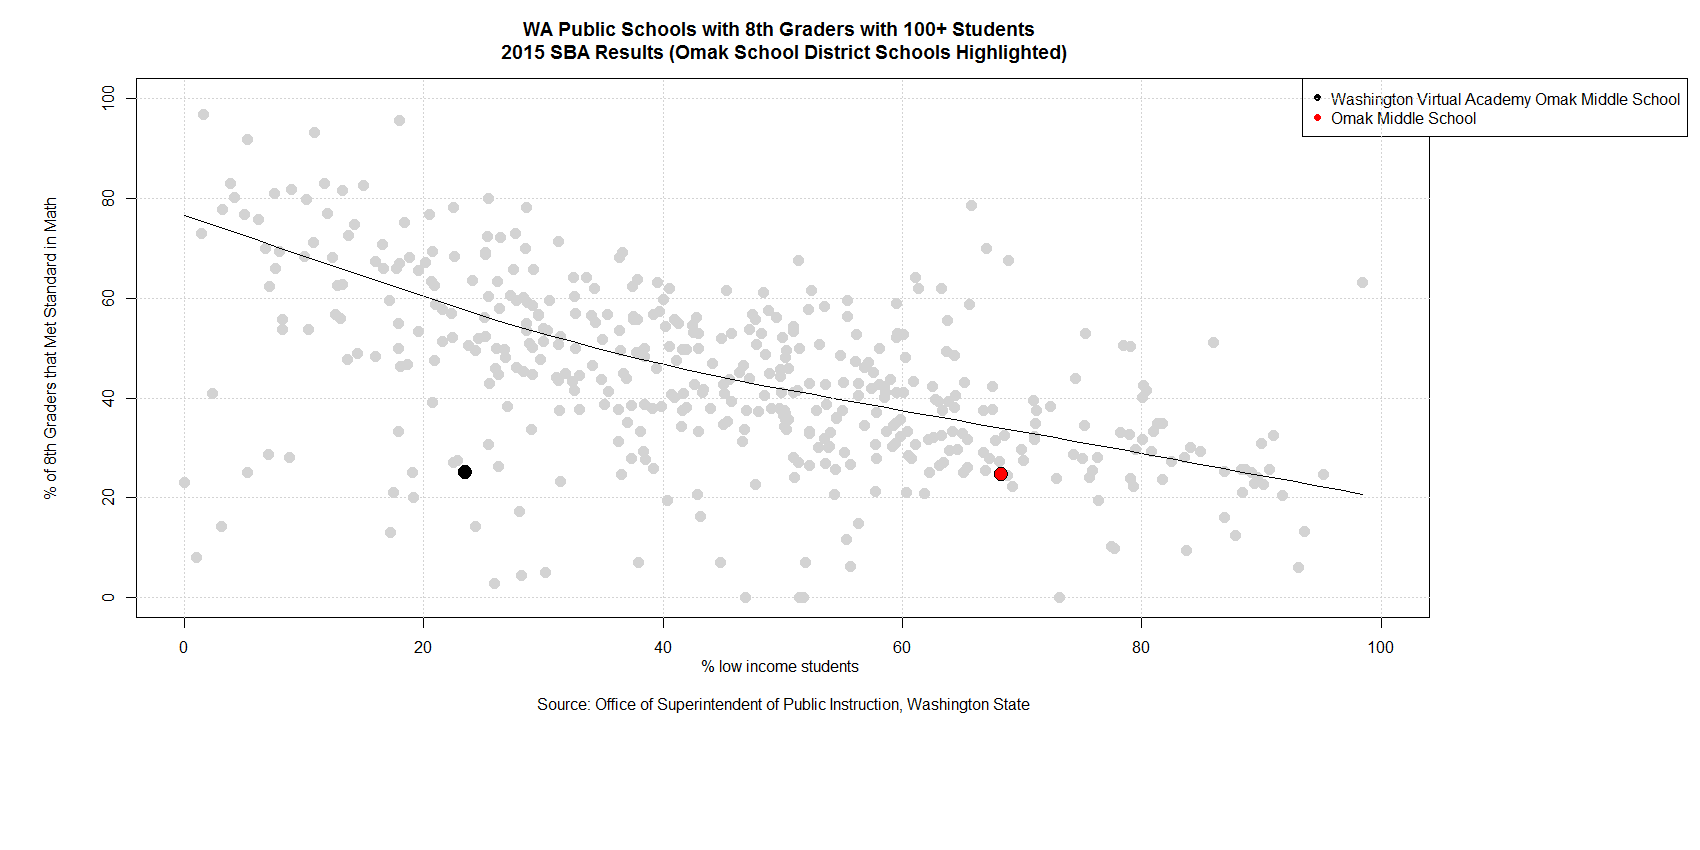 WA Public Schools with 8th Graders with 100+ Students
2015 SBA Results (Omak School District Schools Highlighted)
Washington Virtual Academy Omak Middle School
Omak Middle School
% of 8th Graders that Met Standard in Math
100
80
60
40
20
0
0 20 40 60 80 100
% low income students
Source: Office of Superintendent of Public Instruction, Washington State